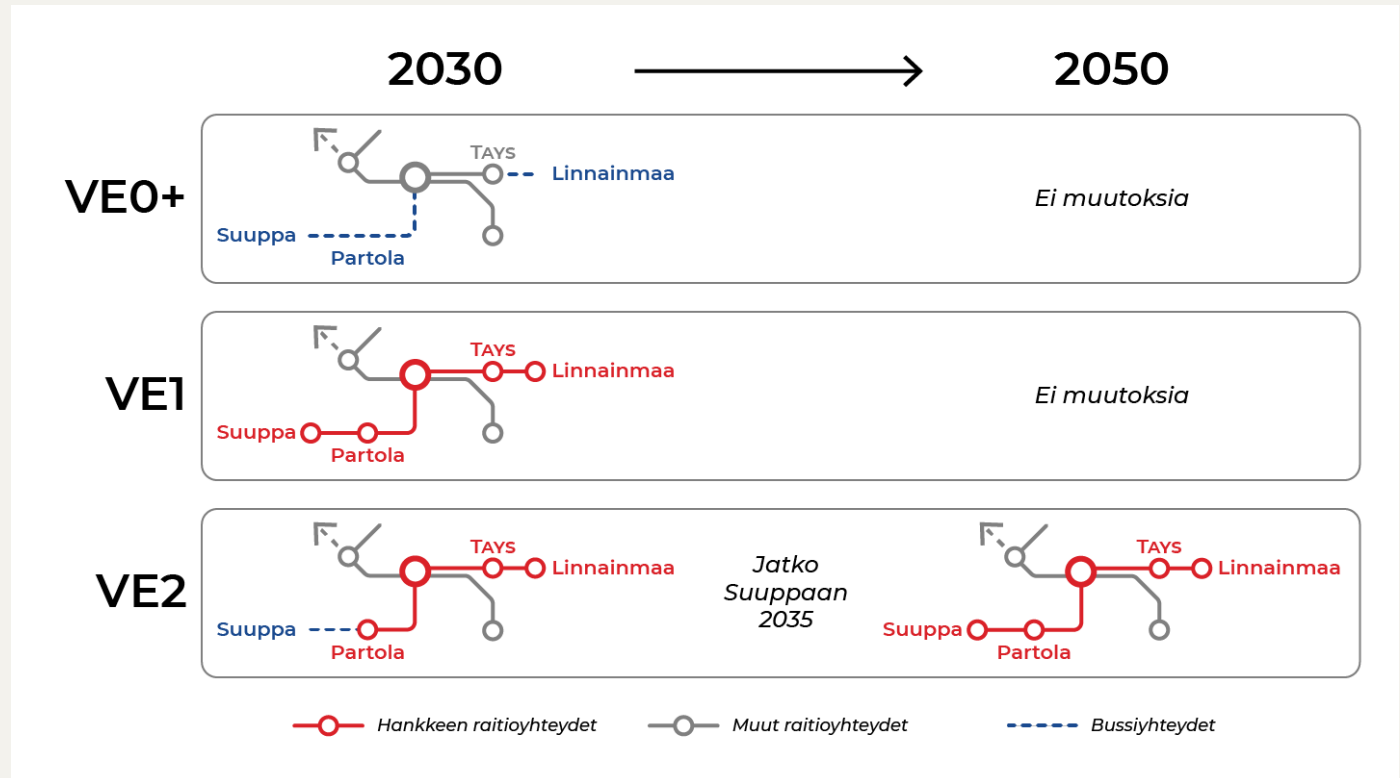 2030
2050
VE0+
TAYS
Linnainmaa
Suuppa
Partola
Ei muutoksia
VE1
TAYS
Linnainmaa
Suuppa
Partola
Ei muutoksia
VE2
TAYS
Linnainmaa
Suuppa
Partola
Jatko
Suuppaan
2035
TAYS
Linnainmaa
Suuppa
Partola
Hankkeen raitioyhteydet
Muut raitioyhteydet
Bussiyhteydet